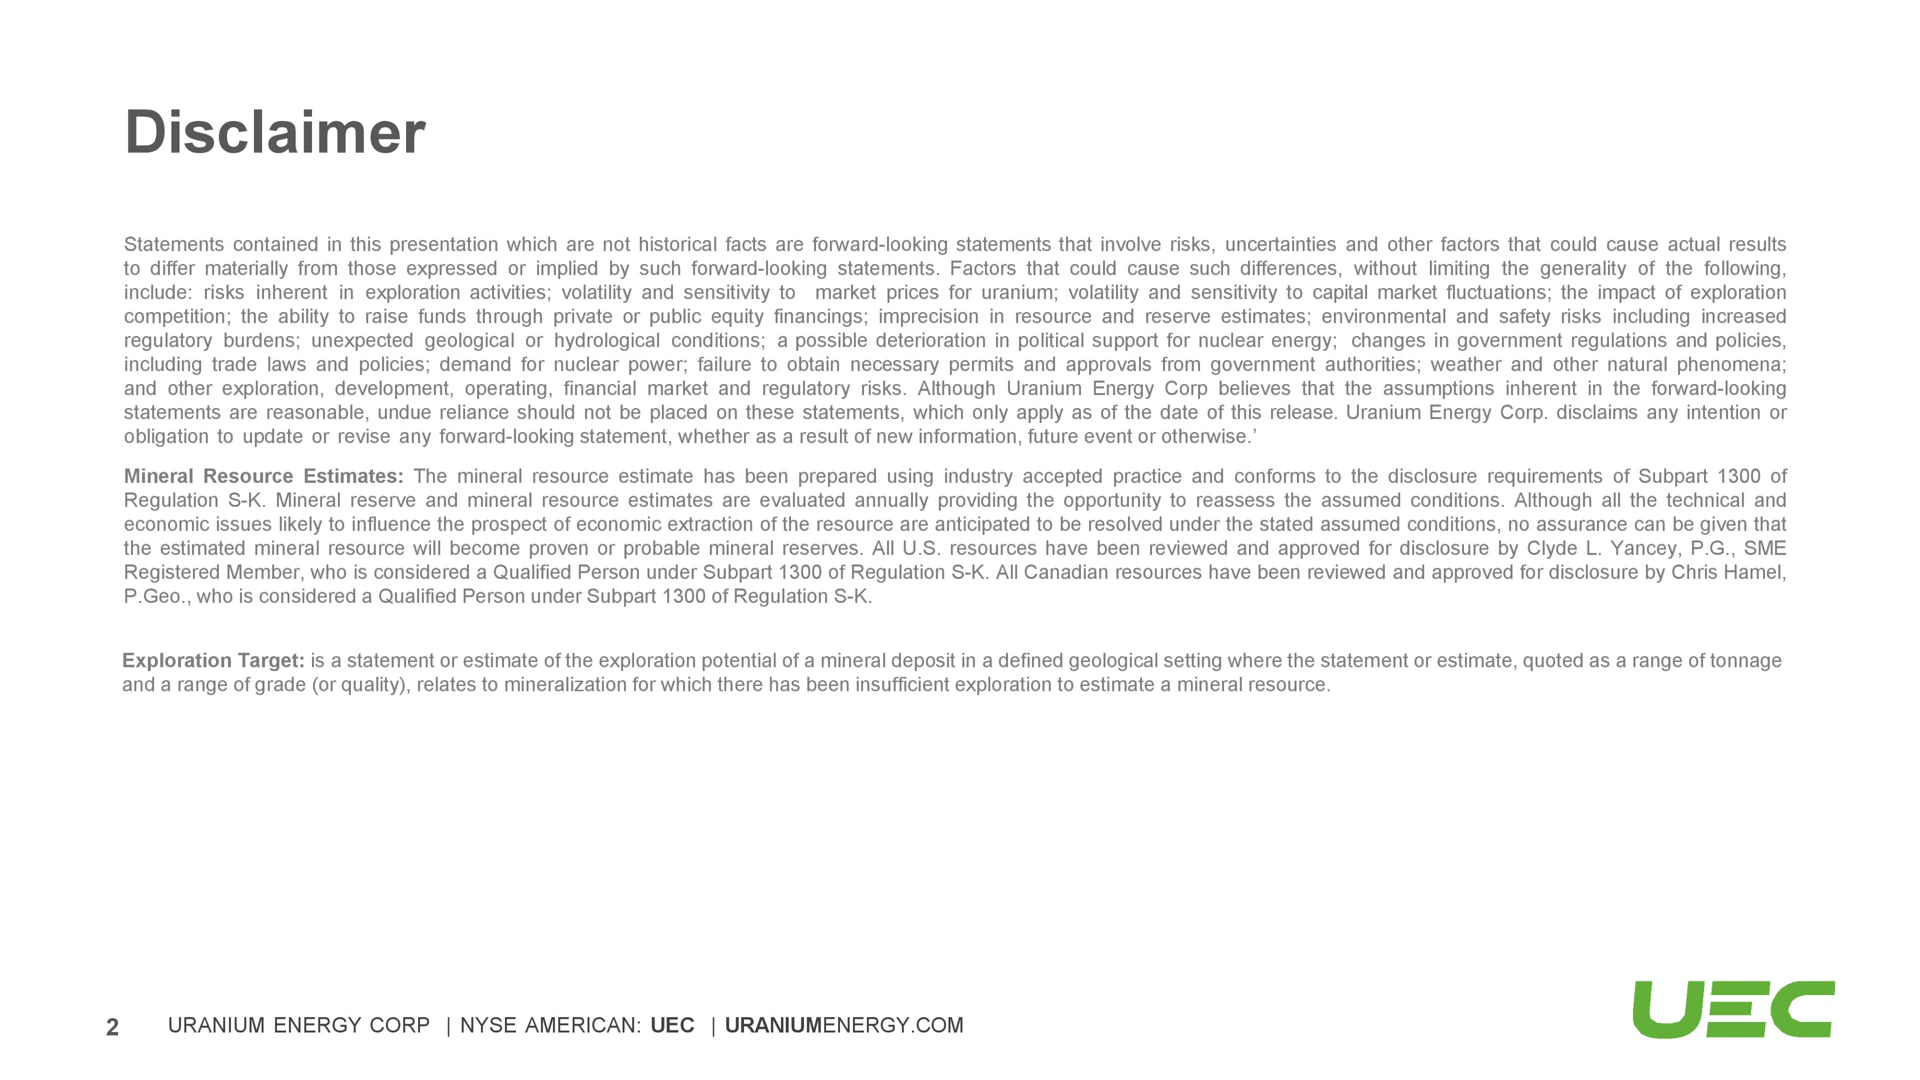 Disclaimer
Statements contained in this presentation which are not historical facts are forward-looking statements that involve risks, uncertainties and other factors that could cause actual results
to differ materially from those expressed or implied by such forward-looking statements. Factors that could cause such differences, without limiting the generality of the following,
include: risks inherent in exploration activities; volatility and sensitivity to market prices for uranium; volatility and sensitivity to capital market fluctuations; the impact of exploration
competition; the ability to raise funds through private or public equity financings; imprecision in resource and reserve estimates; environmental and safety risks including increased
regulatory burdens; unexpected geological or hydrological conditions; a possible deterioration in political support for nuclear energy; changes in government regulations and policies,
including trade laws and policies; demand for nuclear power; failure to obtain necessary permits and approvals from government authorities; weather and other natural phenomena;
and other exploration, development, operating, financial market and regulatory risks. Although Uranium Energy Corp believes that the assumptions inherent in the forward-looking
statements are reasonable, undue reliance should not be placed on these statements, which only apply as of the date of this release. Uranium Energy Corp. disclaims any intention or
obligation to update or revise any forward-looking statement, whether as a result of new information, future event or otherwise.’
Mineral Resource Estimates: The mineral resource estimate has been prepared using industry accepted practice and conforms to the disclosure requirements of Subpart 1300 of
Regulation S-K. Mineral reserve and mineral resource estimates are evaluated annually providing the opportunity to reassess the assumed conditions. Although all the technical and
economic issues likely to influence the prospect of economic extraction of the resource are anticipated to be resolved under the stated assumed conditions, no assurance can be given that
the estimated mineral resource will become proven or probable mineral reserves. All U.S. resources have been reviewed and approved for disclosure by Clyde L. Yancey, P.G., SME
Registered Member, who is considered a Qualified Person under Subpart 1300 of Regulation S-K. All Canadian resources have been reviewed and approved for disclosure by Chris Hamel,
P.Geo., who is considered a Qualified Person under Subpart 1300 of Regulation S-K.
Exploration Target: is a statement or estimate of the exploration potential of a mineral deposit in a defined geological setting where the statement or estimate, quoted as a range of tonnage
and a range of grade (or quality), relates to mineralization for which there has been insufficient exploration to estimate a mineral resource.
UEC
2 URANIUM ENERGY CORP | NYSE AMERICAN: UEC | URANIUMENERGY.COM